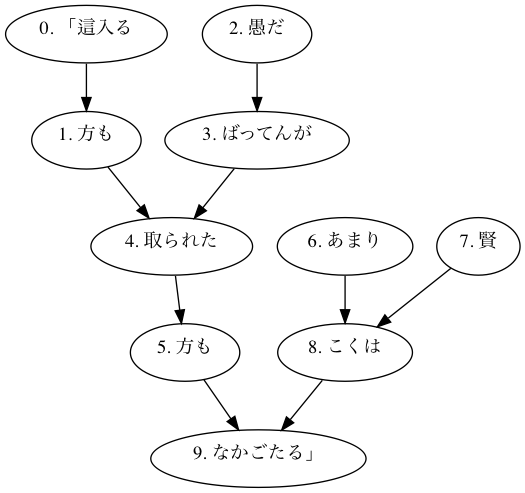 0. 「這入る
2. 愚だ
1. 方も
3. ばってんが
4. 取られた
6. あまり
7. 賢
5. 方も
8. こくは
9. なかごたる」